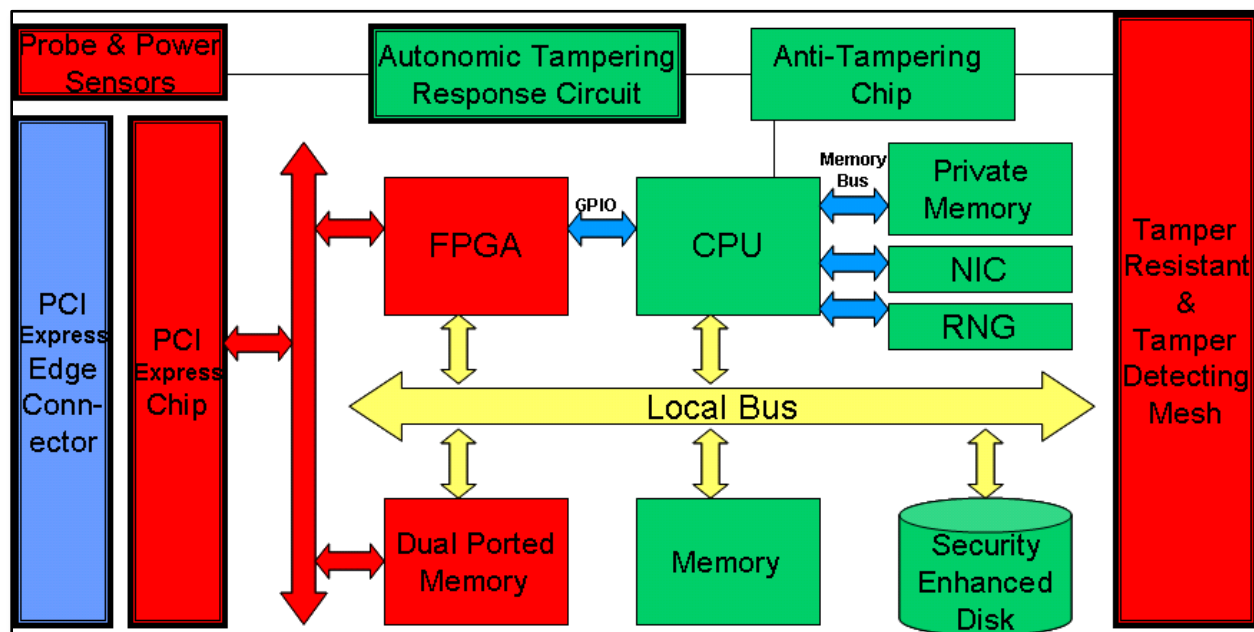 Probe & Power
Sensors
Autonomic Tampering
Response Circuit
Anti-Tampering
Chip
PCI
Express
Edge
Conn-
ector
PCI
Express
Chip
FPGA
GPIO
CPU
Memory
Bus
Private
Memory
NIC
RNG
Tamper
Resistant
&
Tamper
Detecting
Mesh
Local Bus
Dual Ported
Memory
Memory
Security
Enhanced
Disk